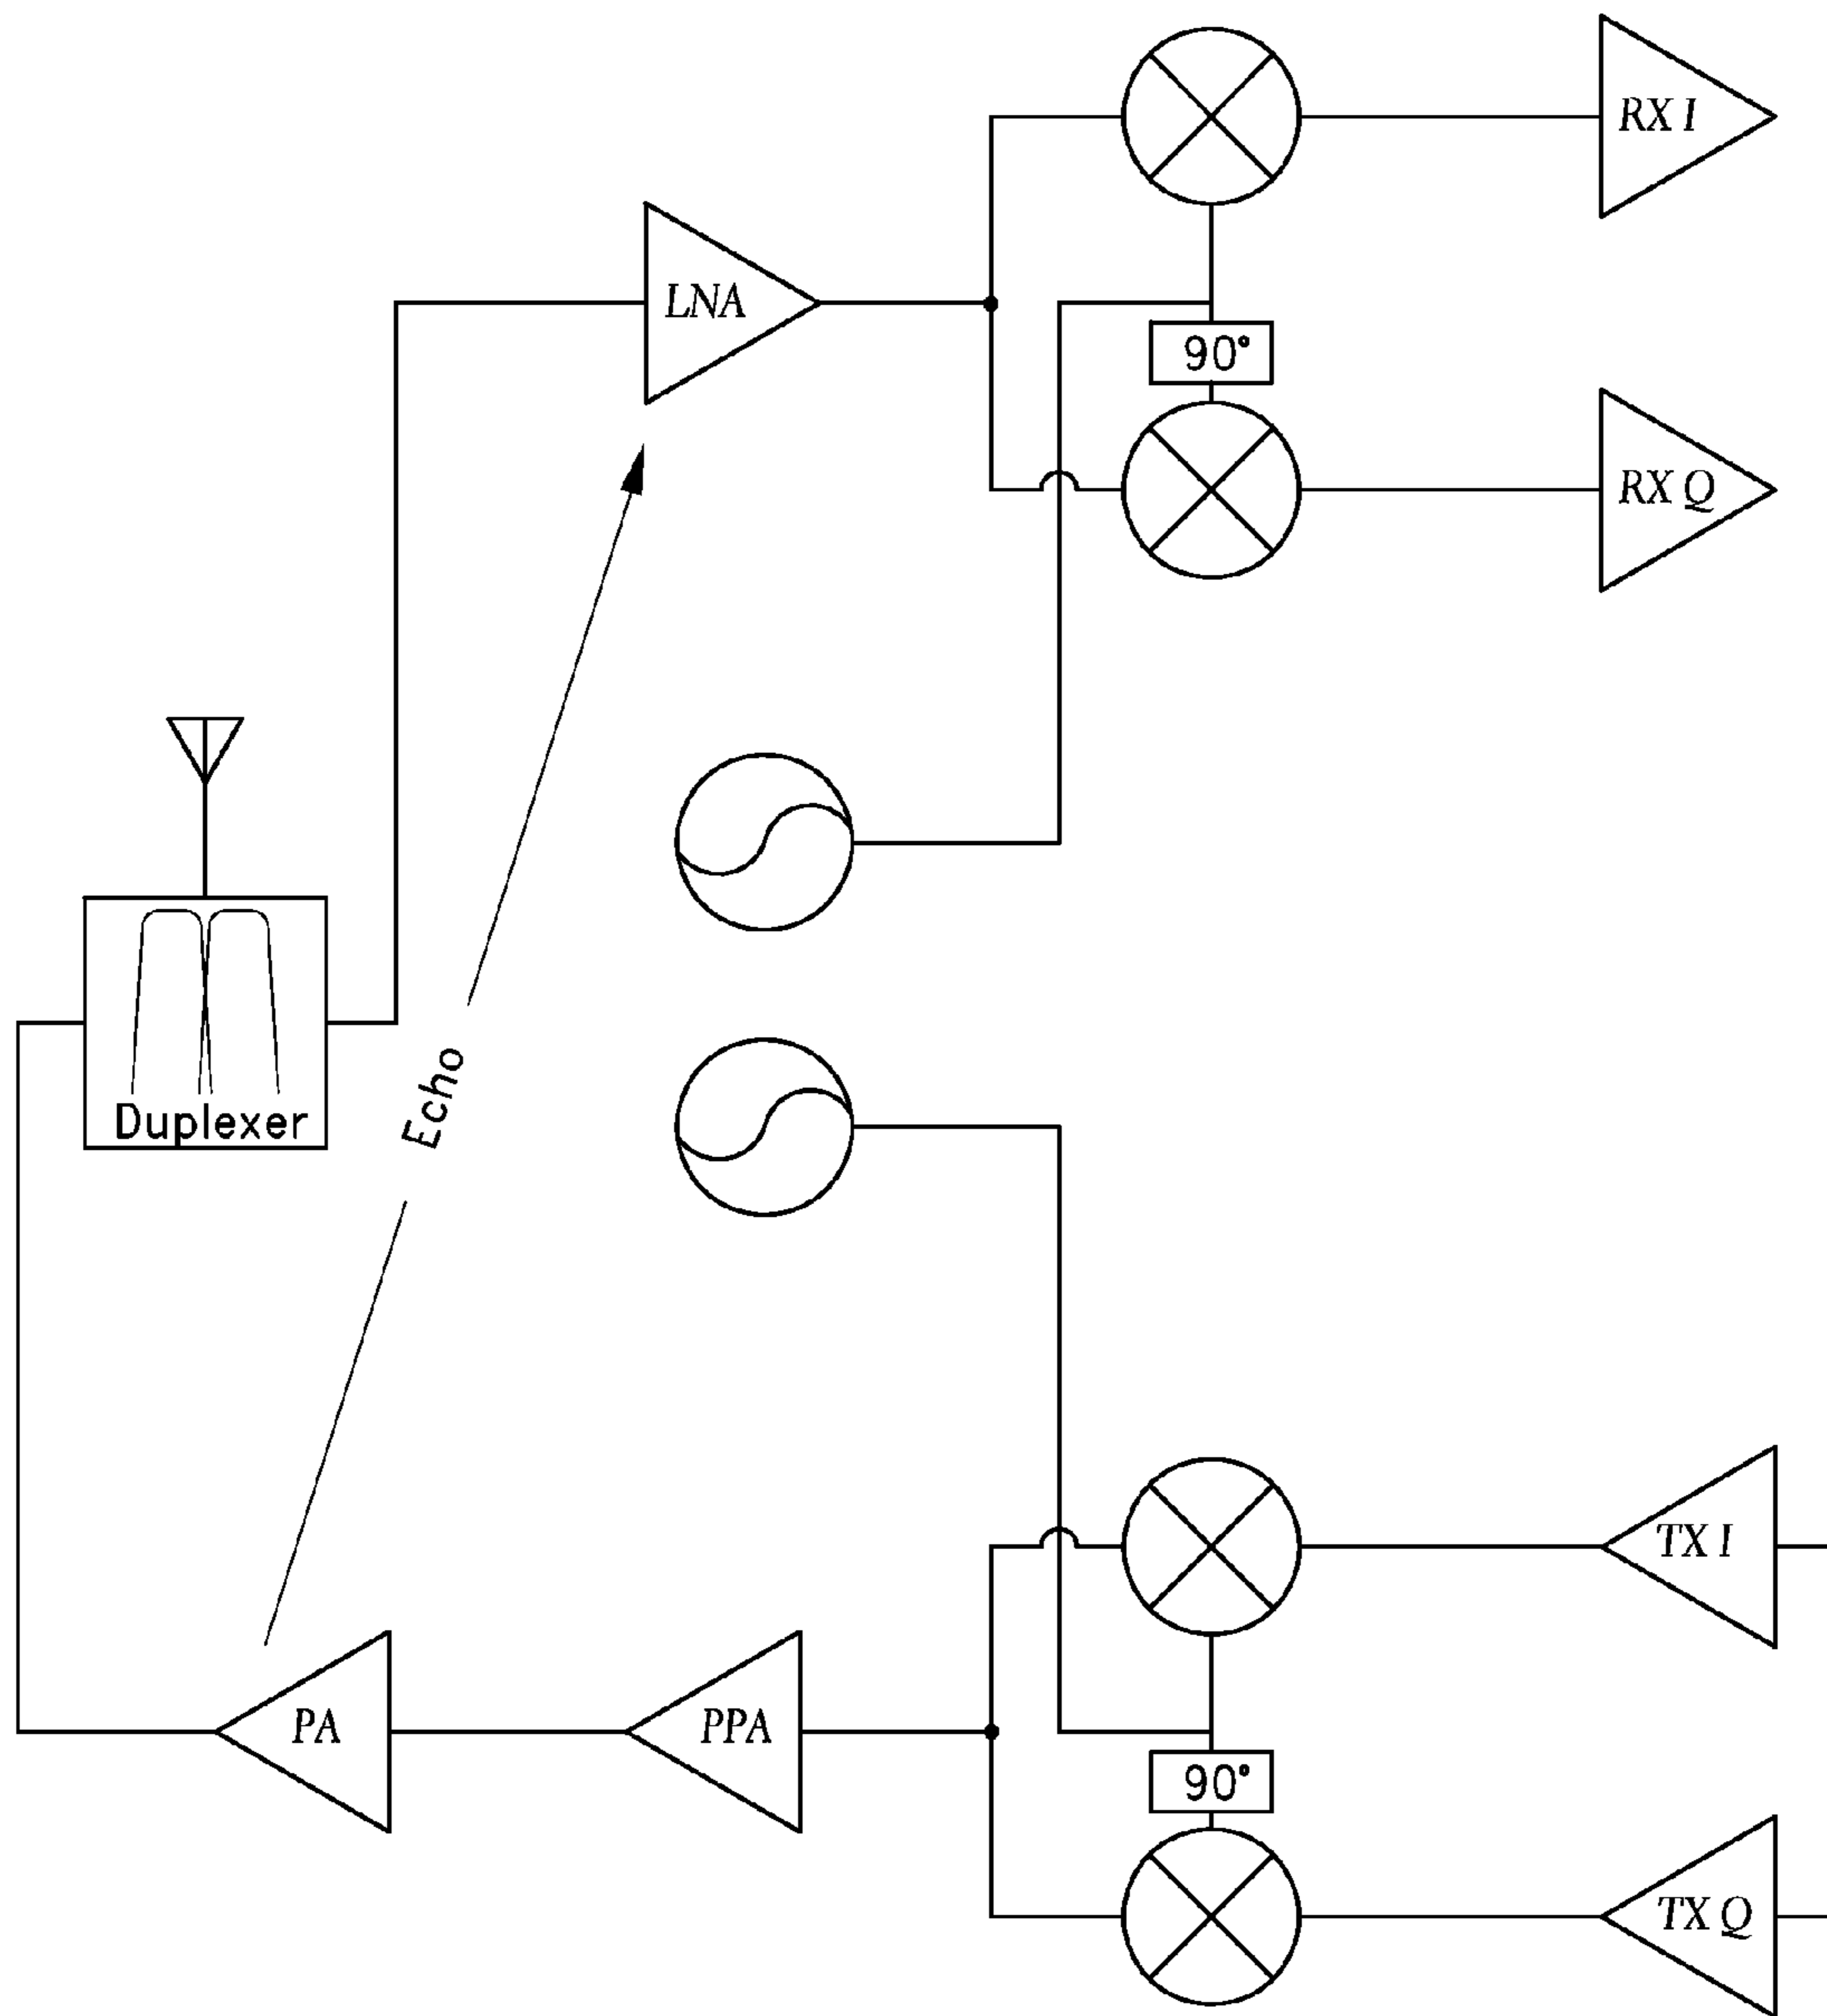 RX I
LNA
90°
RX Q
Echo
Duplexer
TX I
PA
PPA
90°
TX Q